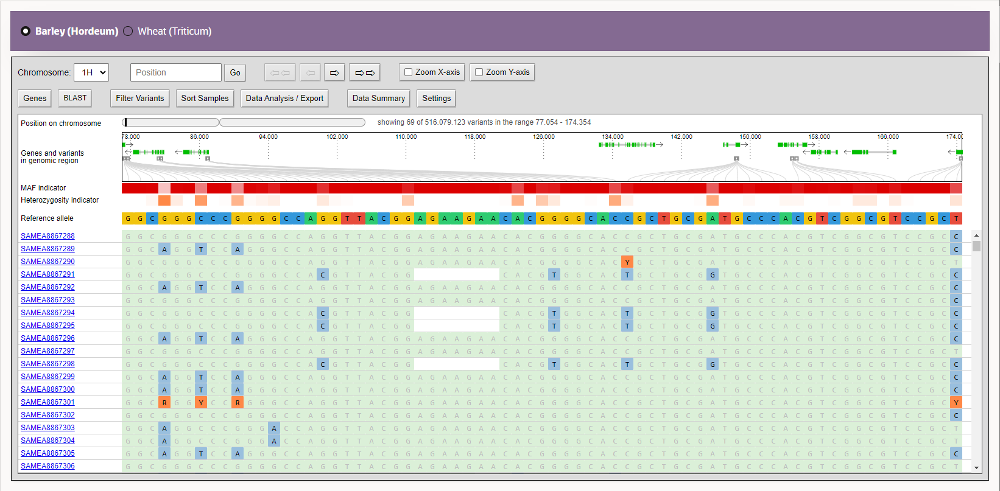 Barley (Hordeum) Wheat (Triticum)
Chromosome: 1H Position Go ⇦⇦ ⇦ ⇨ ⇨⇨ Zoom X-axis Zoom Y-axis
Genes BLAST Filter Variants Sort Samples Data Analysis / Export Data Summary Settings
Position on chromosome showing 69 of 516.079.123 variants in the range 77.054 - 174.354
78.000 86.000 94.000 102.000 110.000 118.000 126.000 134.000 142.000 150.000 158.000 166.000 174.0
Genes and variants
in genomic region
MAF indicator
Heterozygosity indicator
Reference allele G G C G G G C C C G G G G C C A G G T T A C G G A G A A G A A C A C G G G G C A C C G C T G C G A T G C C C A C G T C G G C G T C C G C T
SAMEA8867288 G G C G G G C C C G G G G C C A G G T T A C G G A G A A G A A C A C G G G G C A C C G C T G C G A T G C C C A C G T C G G C G T C C G C C
SAMEA8867289 G G C A G G T C C A G G G C C A G G T T A C G G A G A A G A A C A C G G G G C A C C G C T G C G A T G C C C A C G T C G G C G T C C G C C
SAMEA8867290 G G C G G G C C C G G G G C C A G G T T A C G G A G A A G A A C A C G G G G C A C Y G C T G C G A T G C C C A C G T C G G C G T C C G C T
SAMEA8867291 G G C G G G C C C G G G G C C A C G T T A C G G C A C G T G G C A C T G C T G C G G T G C C C A C G T C G G C G T C C G C C
SAMEA8867292 G G C A G G T C C A G G G C C A G G T T A C G G A G A A G A A C A C G G G G C A C C G C T G C G A T G C C C A C G T C G G C G T C C G C C
SAMEA8867293 G G C G G G C C C G G G G C C A G G T T A C G G A G A A G A A C A C G G G G C A C C G C T G C G A T G C C C A C G T C G G C G T C C G C C
SAMEA8867294 G G C G G G C C C G G G G C C A C G T T A C G G C A C G T G G C A C T G C T G C G G T G C C C A C G T C G G C G T C C G C C
SAMEA8867295 G G C G G G C C C G G G G C C A C G T T A C G G C A C G T G G C A C T G C T G C G G T G C C C A C G T C G G C G T C C G C C
SAMEA8867296 G G C A G G T C C A G G G C C A G G T T A C G G A G A A G A A C A C G G G G C A C C G C T G C G A T G C C C A C G T C G G C G T C C G C C
SAMEA8867297 G G C G G G C C C G G G G C C A G G T T A C G G A G A A G A A C A C G G G G C A C C G C T G C G A T G C C C A C G T C G G C G T C C G C T
SAMEA8867298 G G C G G G C C C G G G G C C A C G T T A C G G C A C G T G G C A C T G C T G C G G T G C C C A C G T C G G C G T C C G C C
SAMEA8867299 G G C A G G T C C A G G G C C A G G T T A C G G A G A A G A A C A C G G G G C A C C G C T G C G A T G C C C A C G T C G G C G T C C G C C
SAMEA8867300 G G C A G G T C C A G G G C C A G G T T A C G G A G A A G A A C A C G G G G C A C C G C T G C G A T G C C C A C G T C G G C G T C C G C C
SAMEA8867301 G G C R G G Y C C R G G G C C A G G T T A C G G A G A A G A A C A C G G G G C A C C G C T G C G A T G C C C A C G T C G G C G T C C G C Y
SAMEA8867302 G G C G G G C C C G G G G C C A G G T T A C G G A G A A G A A C A C G G G G C A C C G C T G C G A T G C C C A C G T C G G C G T C C G C C
SAMEA8867303 G G C A G G C C C G G G A C C A G G T T A C G G A G A A G A A C A C G G G G C A C C G C T G C G A T G C C C A C G T C G G C G T C C G C T
SAMEA8867304 G G C A G G C C C G G G A C C A G G T T A C G G A G A A G A A C A C G G G G C A C C G C T G C G A T G C C C A C G T C G G C G T C C G C T
SAMEA8867305 G G C A G G T C C A G G G C C A G G T T A C G G A G A A G A A C A C G G G G C A C C G C T G C G A T G C C C A C G T C G G C G T C C G C C
SAMEA8867306 G G C G G G C C C G G G G C C A G G T T A C G G A G A A G A A C A C G G G G C A C C G C T G C G A T G C C C A C G T C G G C G T C C G C T